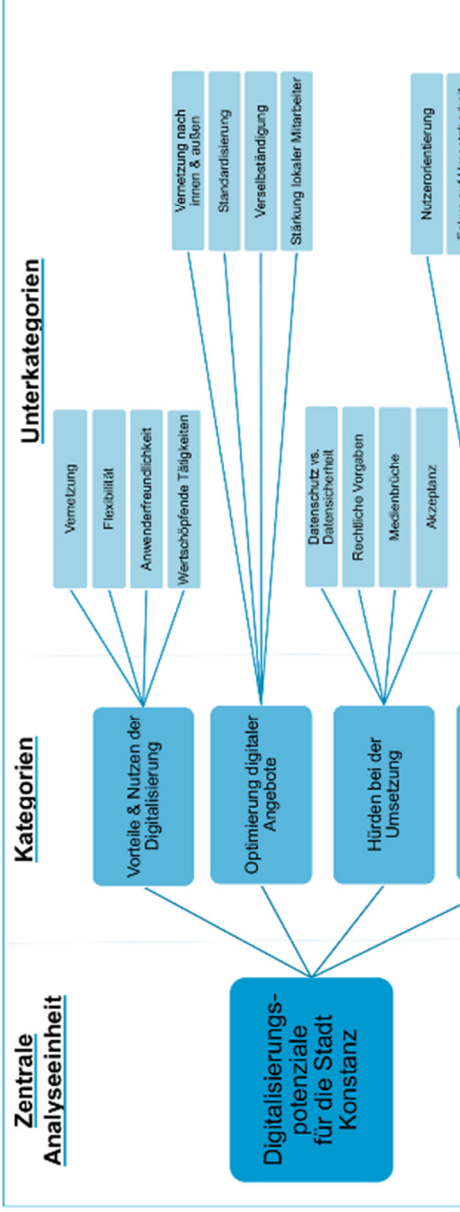 Zentrale
Analyseeinheit
Kategorien
Unterkategorien
Digitalisierungs-
potenziale
für die Stadt
Konstanz
Vorteile & Nutzen der
Digitalisierung
Vernetzung
Flexibilität
Anwenderfreundlichkeit
Wertschöpfende Tätigkeiten
Optimierung digitaler
Angebote
Vernetzung nach
innen & außen
Standardisierung
Verselbständigung
Stärkung lokaler Mitarbeiter
Hürden bei der
Umsetzung
Datenschutz vs.
Datensicherheit
Rechtliche Vorgaben
Medienbrüche
Akzeptanz
Nutzerorientierung